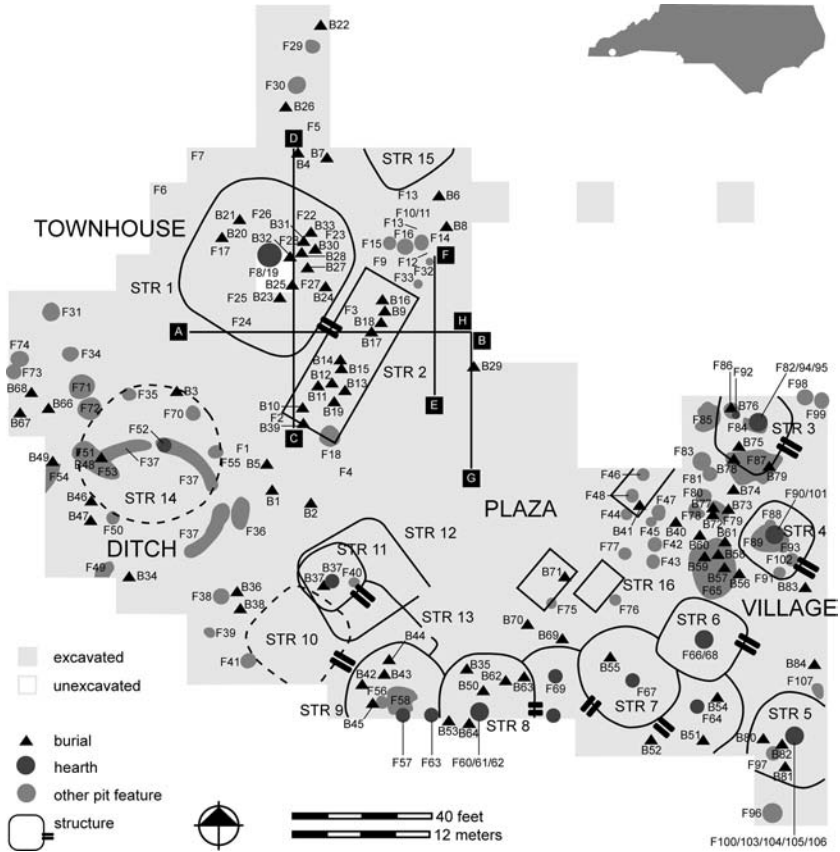 B22
F29
F30
B26
F5
D
F7
B4
B7
STR 15
F6
F13
B6
TOWNHOUSE
B21
F26
F22
B31
B33
F10/11
F13
B20
F23
B8
F17
B32
F28
B30
F15
F16
F14
B28
F12
F
F8/19
B27
F9
F32
STR 1
B25
F27
F33
F25
B23
B24
B16
F31
F3
B9
F24
B18
H
A
B17
B
F74
F34
B14
STR 2
B29
F73
B15
F86
F92
F82/94/95
B68
F71
B12
F98
B66
F35
B3
B11
B13
E
B76
F99
B67
F72
F70
B10
B19
F85
F84
STR 3
F52
F2
B39
C
B75
F51
F1
F18
F83
B78
F87
B49
B48
F37
F55
B5
F4
G
F46
F81
B79
F54
F53
F37
F48
F80
B74
F90/101
B46
STR 14
B1
B2
PLAZA
F47
B77
B73
F88
F44
F78
B72
F79
STR 4
B47
F50
F36
F45
B40
B61
DITCH
F37
STR 12
B41
B60
F89
F42
B58
F93
F77
B59
F102
STR 11
F43
B57
F91
F49
B34
B37
B37
F40
B71
B56
B83
F65
B36
STR 16
F38
B38
F75
F76
VILLAGE
STR 13
STR 6
F39
STR 10
B70
B69
B44
F66/68
F41
B84
B42
B43
B35
B55
F107
F56
B62
B63
F69
F67
B50
B54
STR 9
F58
STR 7
F64
STR 5
B45
STR 8
B53
B64
B52
B51
B80
B82
F97
B81
F57
F63
F60/61/62
F96
F100/103/104/105/106
excavated
unexcavated
burial
hearth
other pit feature
structure
40 feet
12 meters